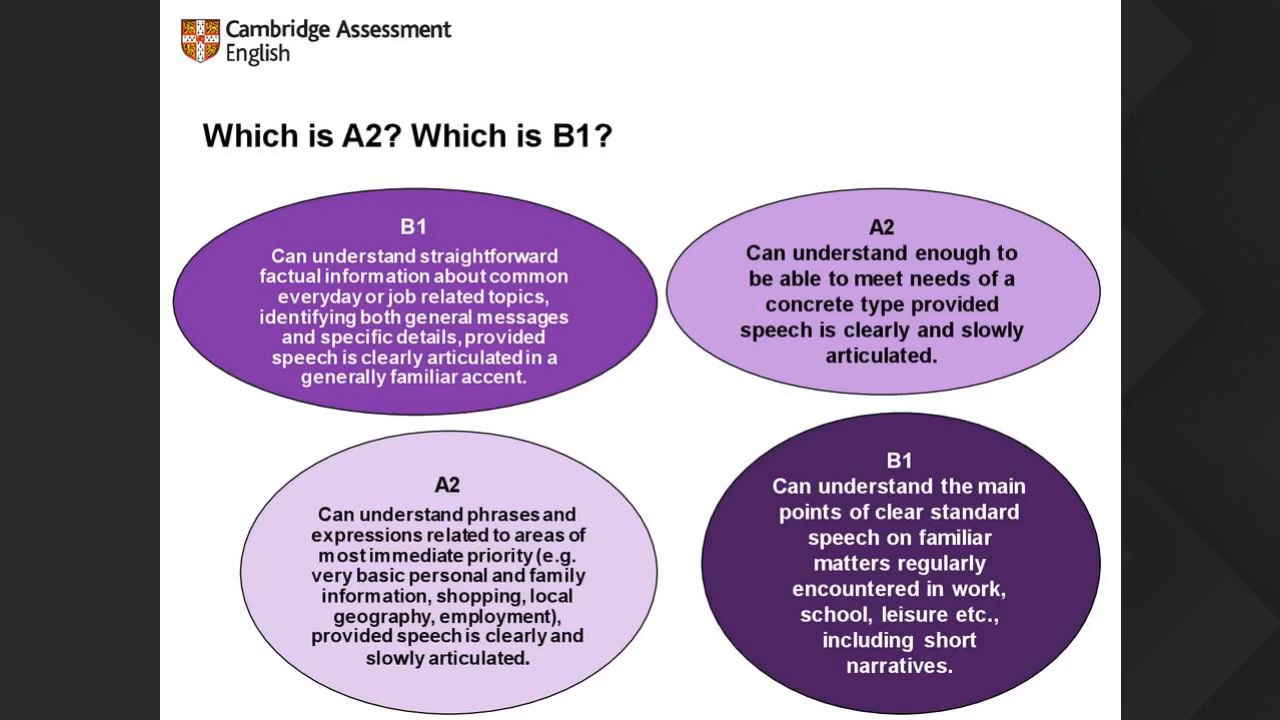 Cambridge Assessment
English
Which is A2? Which is B1?
B1
Can understand straightforward
factual information about common
everyday or job related topics,
identifying both general messages
and specific details, provided
speech is clearly articulated in a
generally familiar accent.
A2
Can understand enough to
be able to meet needs of a
concrete type provided
speech is clearly and slowly
articulated.
A2
Can understand phrases and
expressions related to areas of
most immediate priority (e.g.
very basic personal and family
information, shopping, local
geography, employment),
provided speech is clearly and
slowly articulated.
B1
Can understand the main
points of clear standard
speech on familiar
matters regularly
encountered in work,
school, leisure etc.,
including short
narratives.